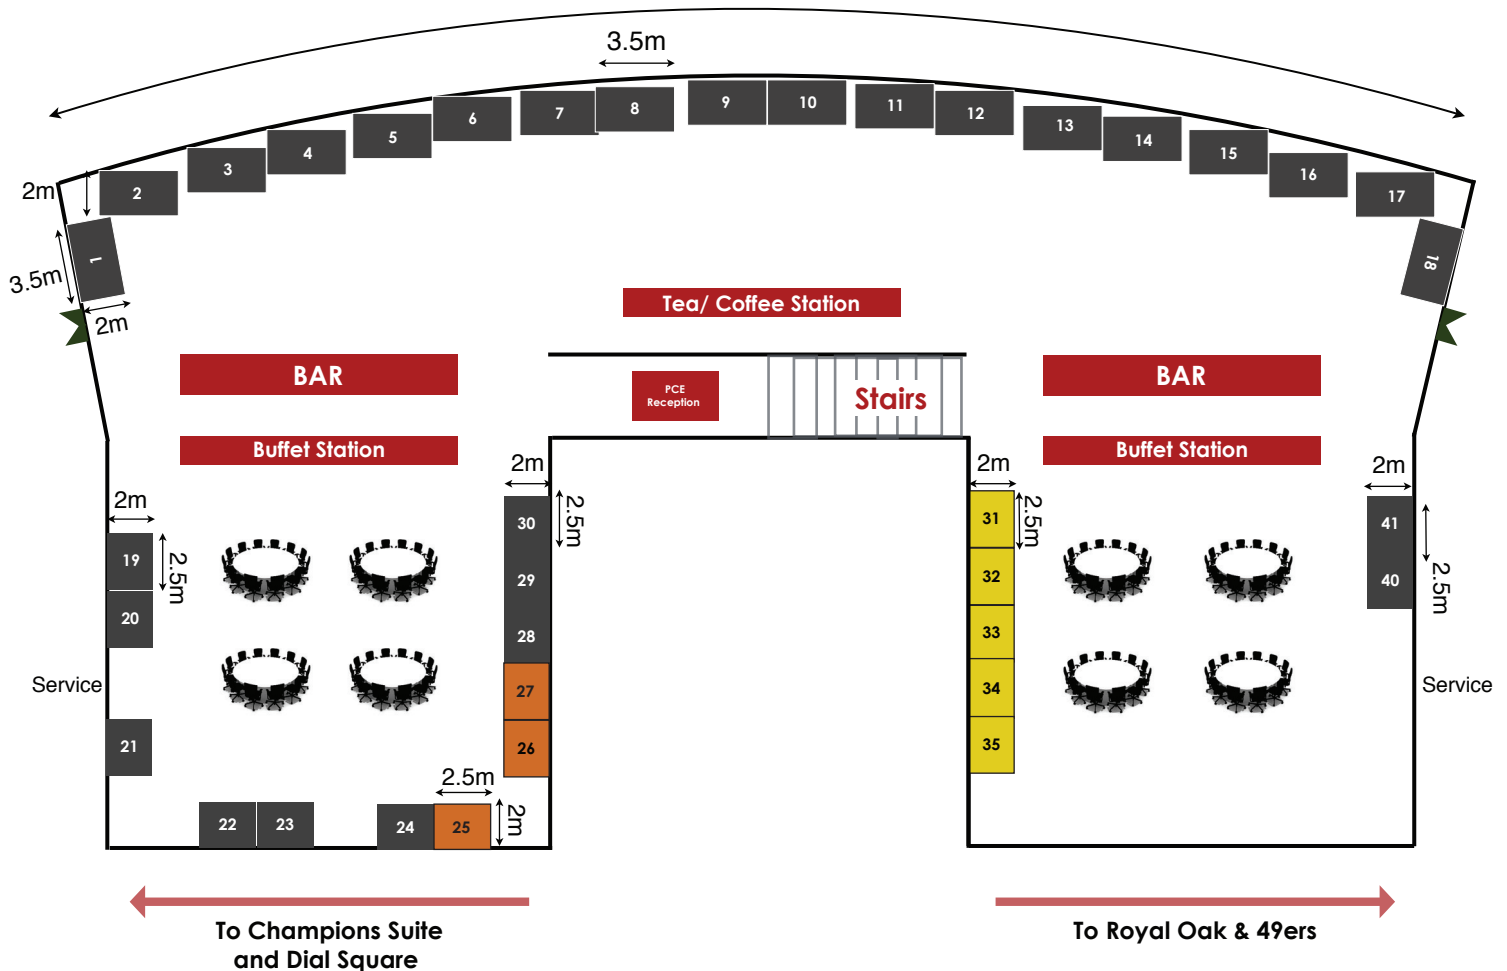 3.5m
9
10
8
11
7
12
6
13
5
14
4
15
3
16
2m
2
17
1
18
3.5m
2m
Tea/ Coffee Station
BAR
PCE
Reception
Stairs
BAR
Buffet Station
Buffet Station
2m
2m
2m
2m
30
2.5m
31
2.5m
41
19
2.5m
29
32
40
2.5m
20
28
33
Service
27
34
Service
21
26
35
2.5m
22
23
24
25
2m
To Champions Suite
and Dial Square
To Royal Oak & 49ers